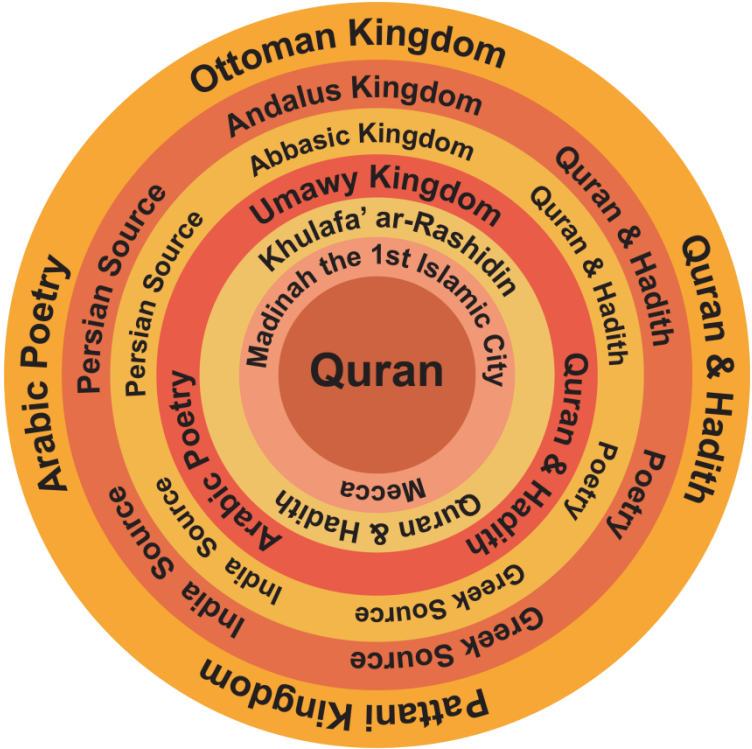 Ottoman Kingdom
Quran & Hadith
Pattani Kingdom
Arabic Poetry
Andalus Kingdom
Quran & Hadith
Poetry
Greek Source
India Source
Persian Source
Abbasic Kingdom
Quran & Hadith
Poetry
Greek Source
India Source
Persian Source
Umawy Kingdom
Quran & Hadith
Arabic Poetry
Khulafa’ ar-Rashidin
Quran & Hadith
Madinah the 1st Islamic City
Mecca
Quran